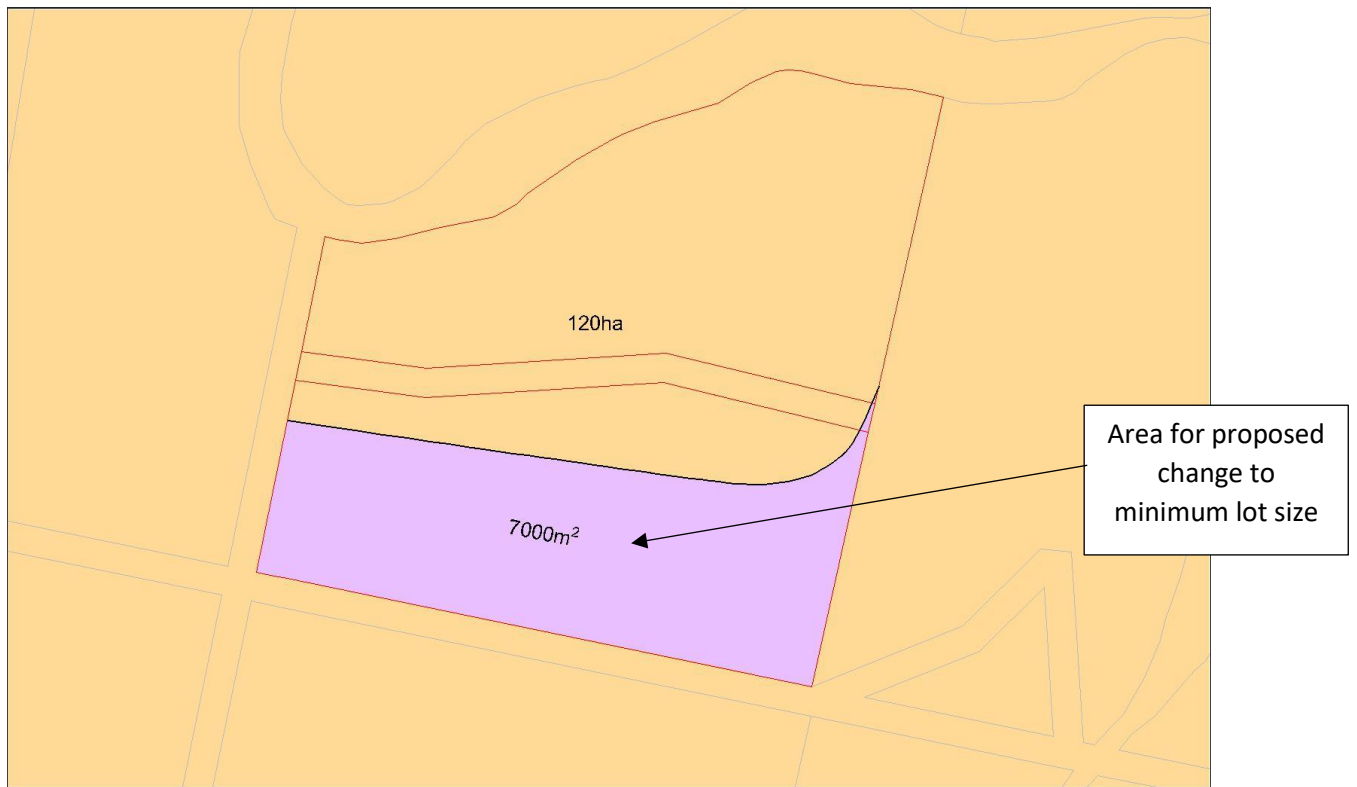 120ha
7000m²
Area for proposed
change to
minimum lot size